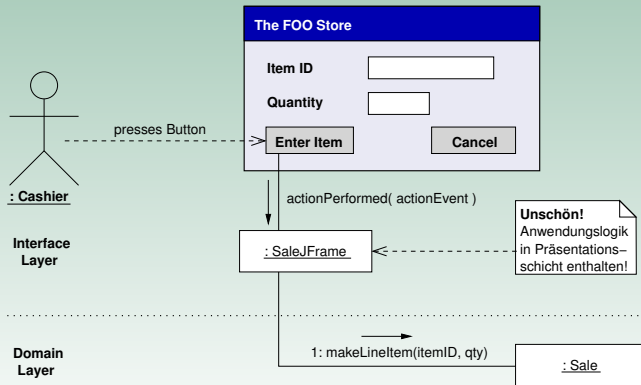 The FOO Store
Item ID
Quantity
presses Button
Enter Item
Cancel
: Cashier
actionPerformed( actionEvent )
Unschön!
Anwendungslogik
in Präsentations–
schicht enthalten!
Interface
Layer
: SaleJFrame
Domain
Layer
1: makeLineItem(itemID, qty)
: Sale